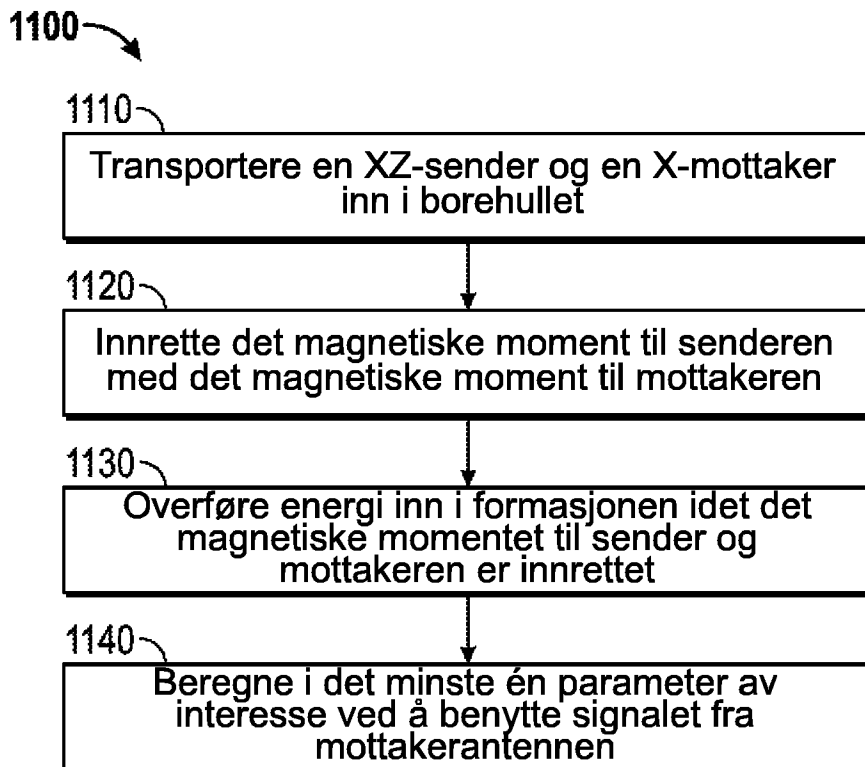 1100
1110
Transportere en XZ-sender og en X-mottaker
inn i borehullet
1120
Innrette det magnetiske moment til senderen
med det magnetiske moment til mottakeren
1130
Overføre energi inn i formasjonen idet det
magnetiske momentet til sender og
mottakeren er innrettet
1140
Beregne i det minste én parameter av
interesse ved å benytte signalet fra
mottakerantennen